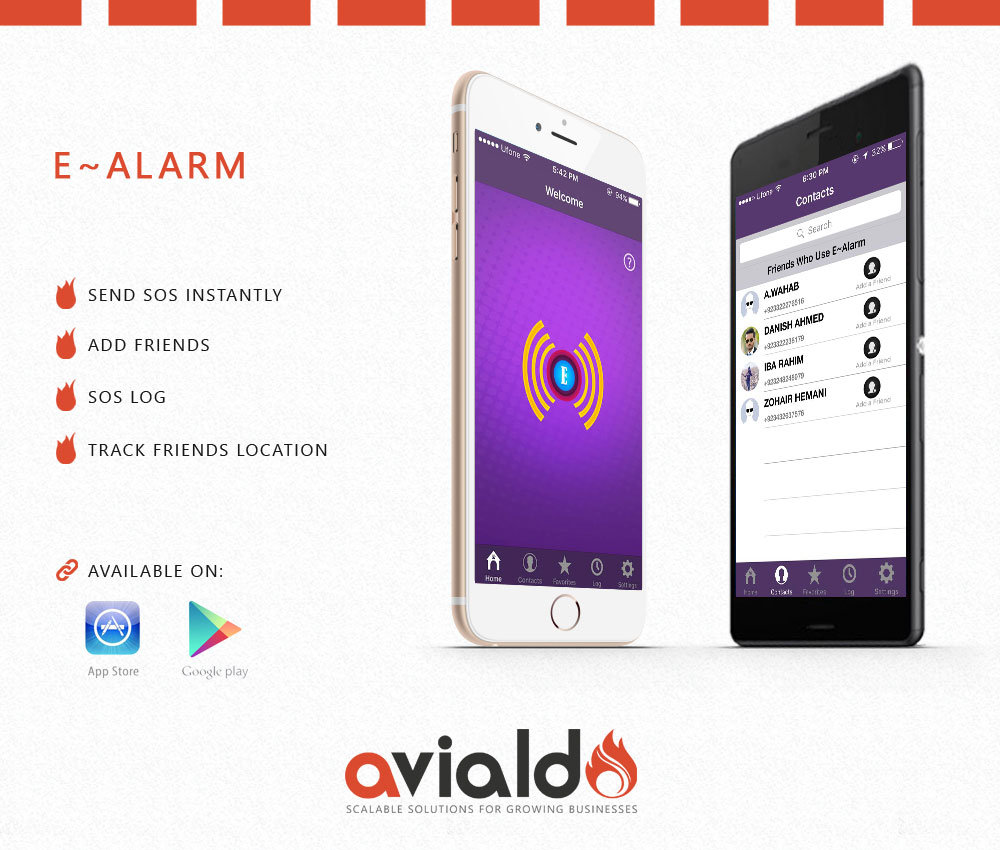 E~ALARM
SEND SOS INSTANTLY
ADD FRIENDS
SOS LOG
TRACK FRIENDS LOCATION
AVAILABLE ON:
App Store
Google play
Ufone
5:42 PM
94%
Welcome
?
E
Home
Contacts
Favorites
Log
Settings
Ufone
6:30 PM
32%
Contacts
Search
Friends Who Use E~Alarm
A.WAHAB
Add a Friend
DANISH AHMED
Add a Friend
IBA RAHIM
Add a Friend
ZOHAIR HEMANI
Add a Friend
Home
Contacts
Favorites
Log
Settings
avialdo
SCALABLE SOLUTIONS FOR GROWING BUSINESSES